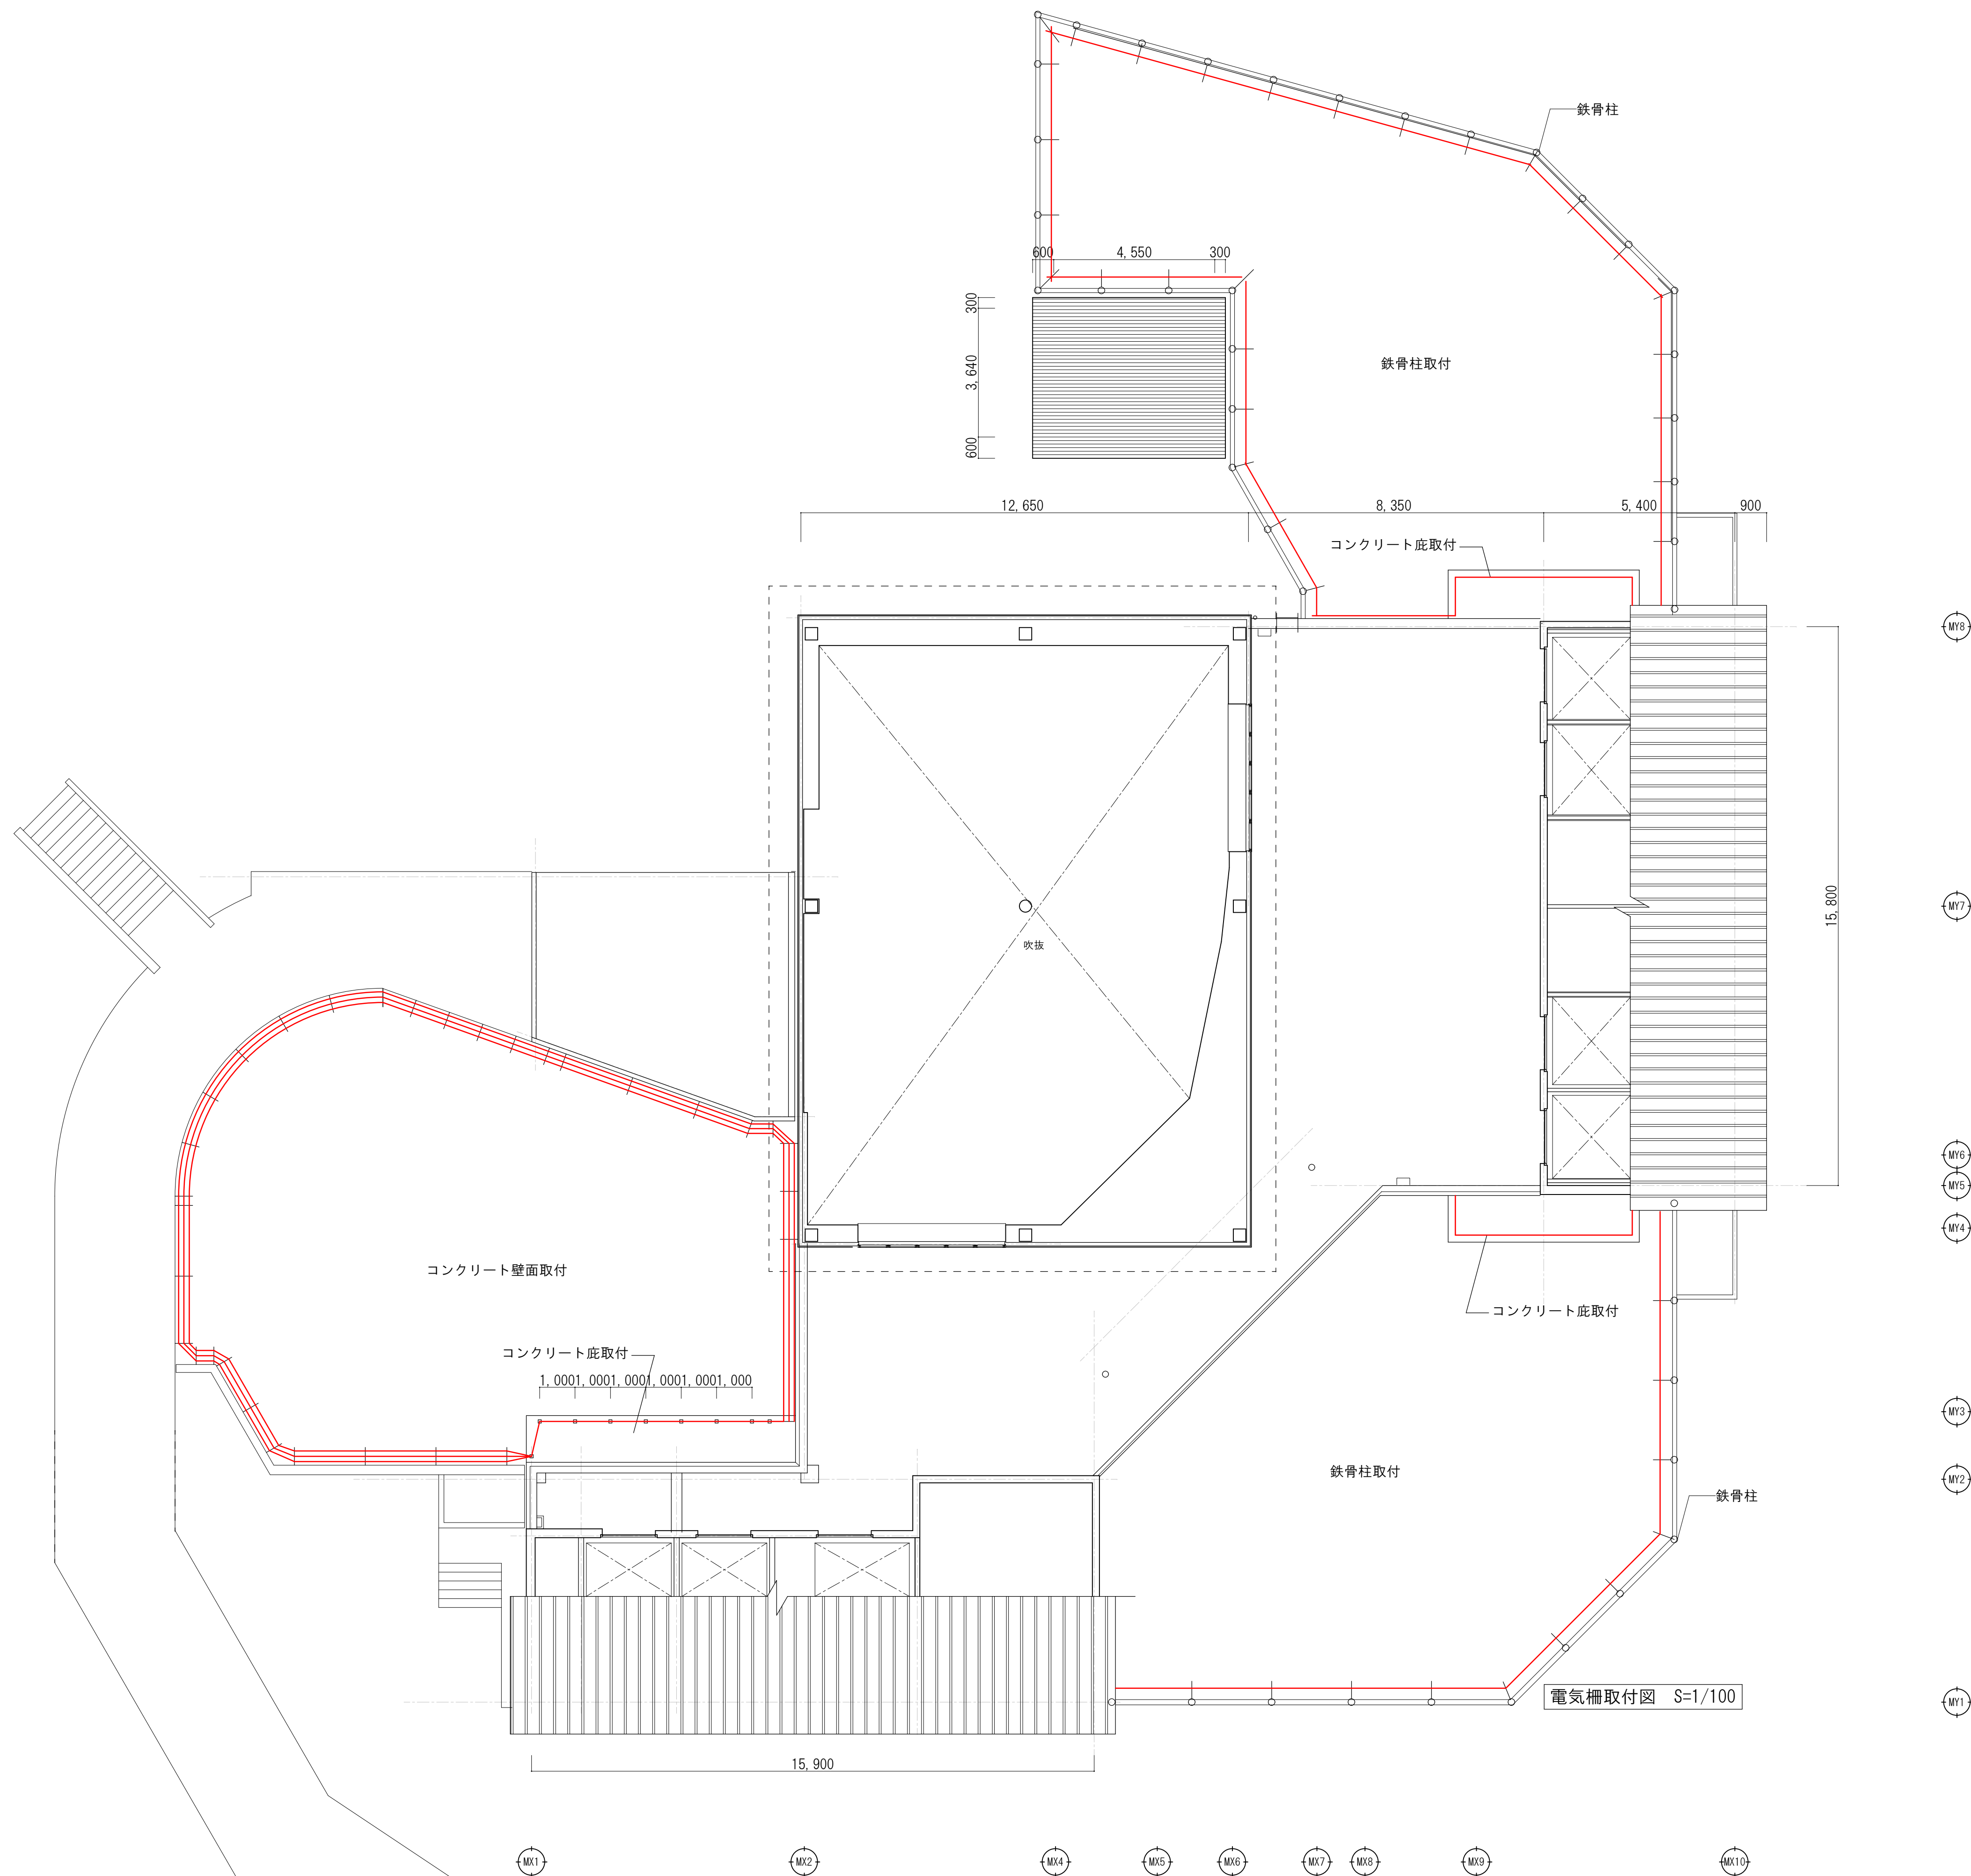 鉄骨柱
600
4,550
300
300
3,640
600
鉄骨柱取付
12,650
8,350
5,400
900
コンクリート庇取付
MY8
15,800
MY7
吹抜
MY6
MY5
MY4
コンクリート壁面取付
コンクリート庇取付
コンクリート庇取付
1,0001,0001,0001,0001,0001,000
MY3
鉄骨柱取付
MY2
鉄骨柱
電気柵取付図 S=1/100
MY1
15,900
MX1
MX2
MX4
MX5
MX6
MX7
MX8
MX9
MX10